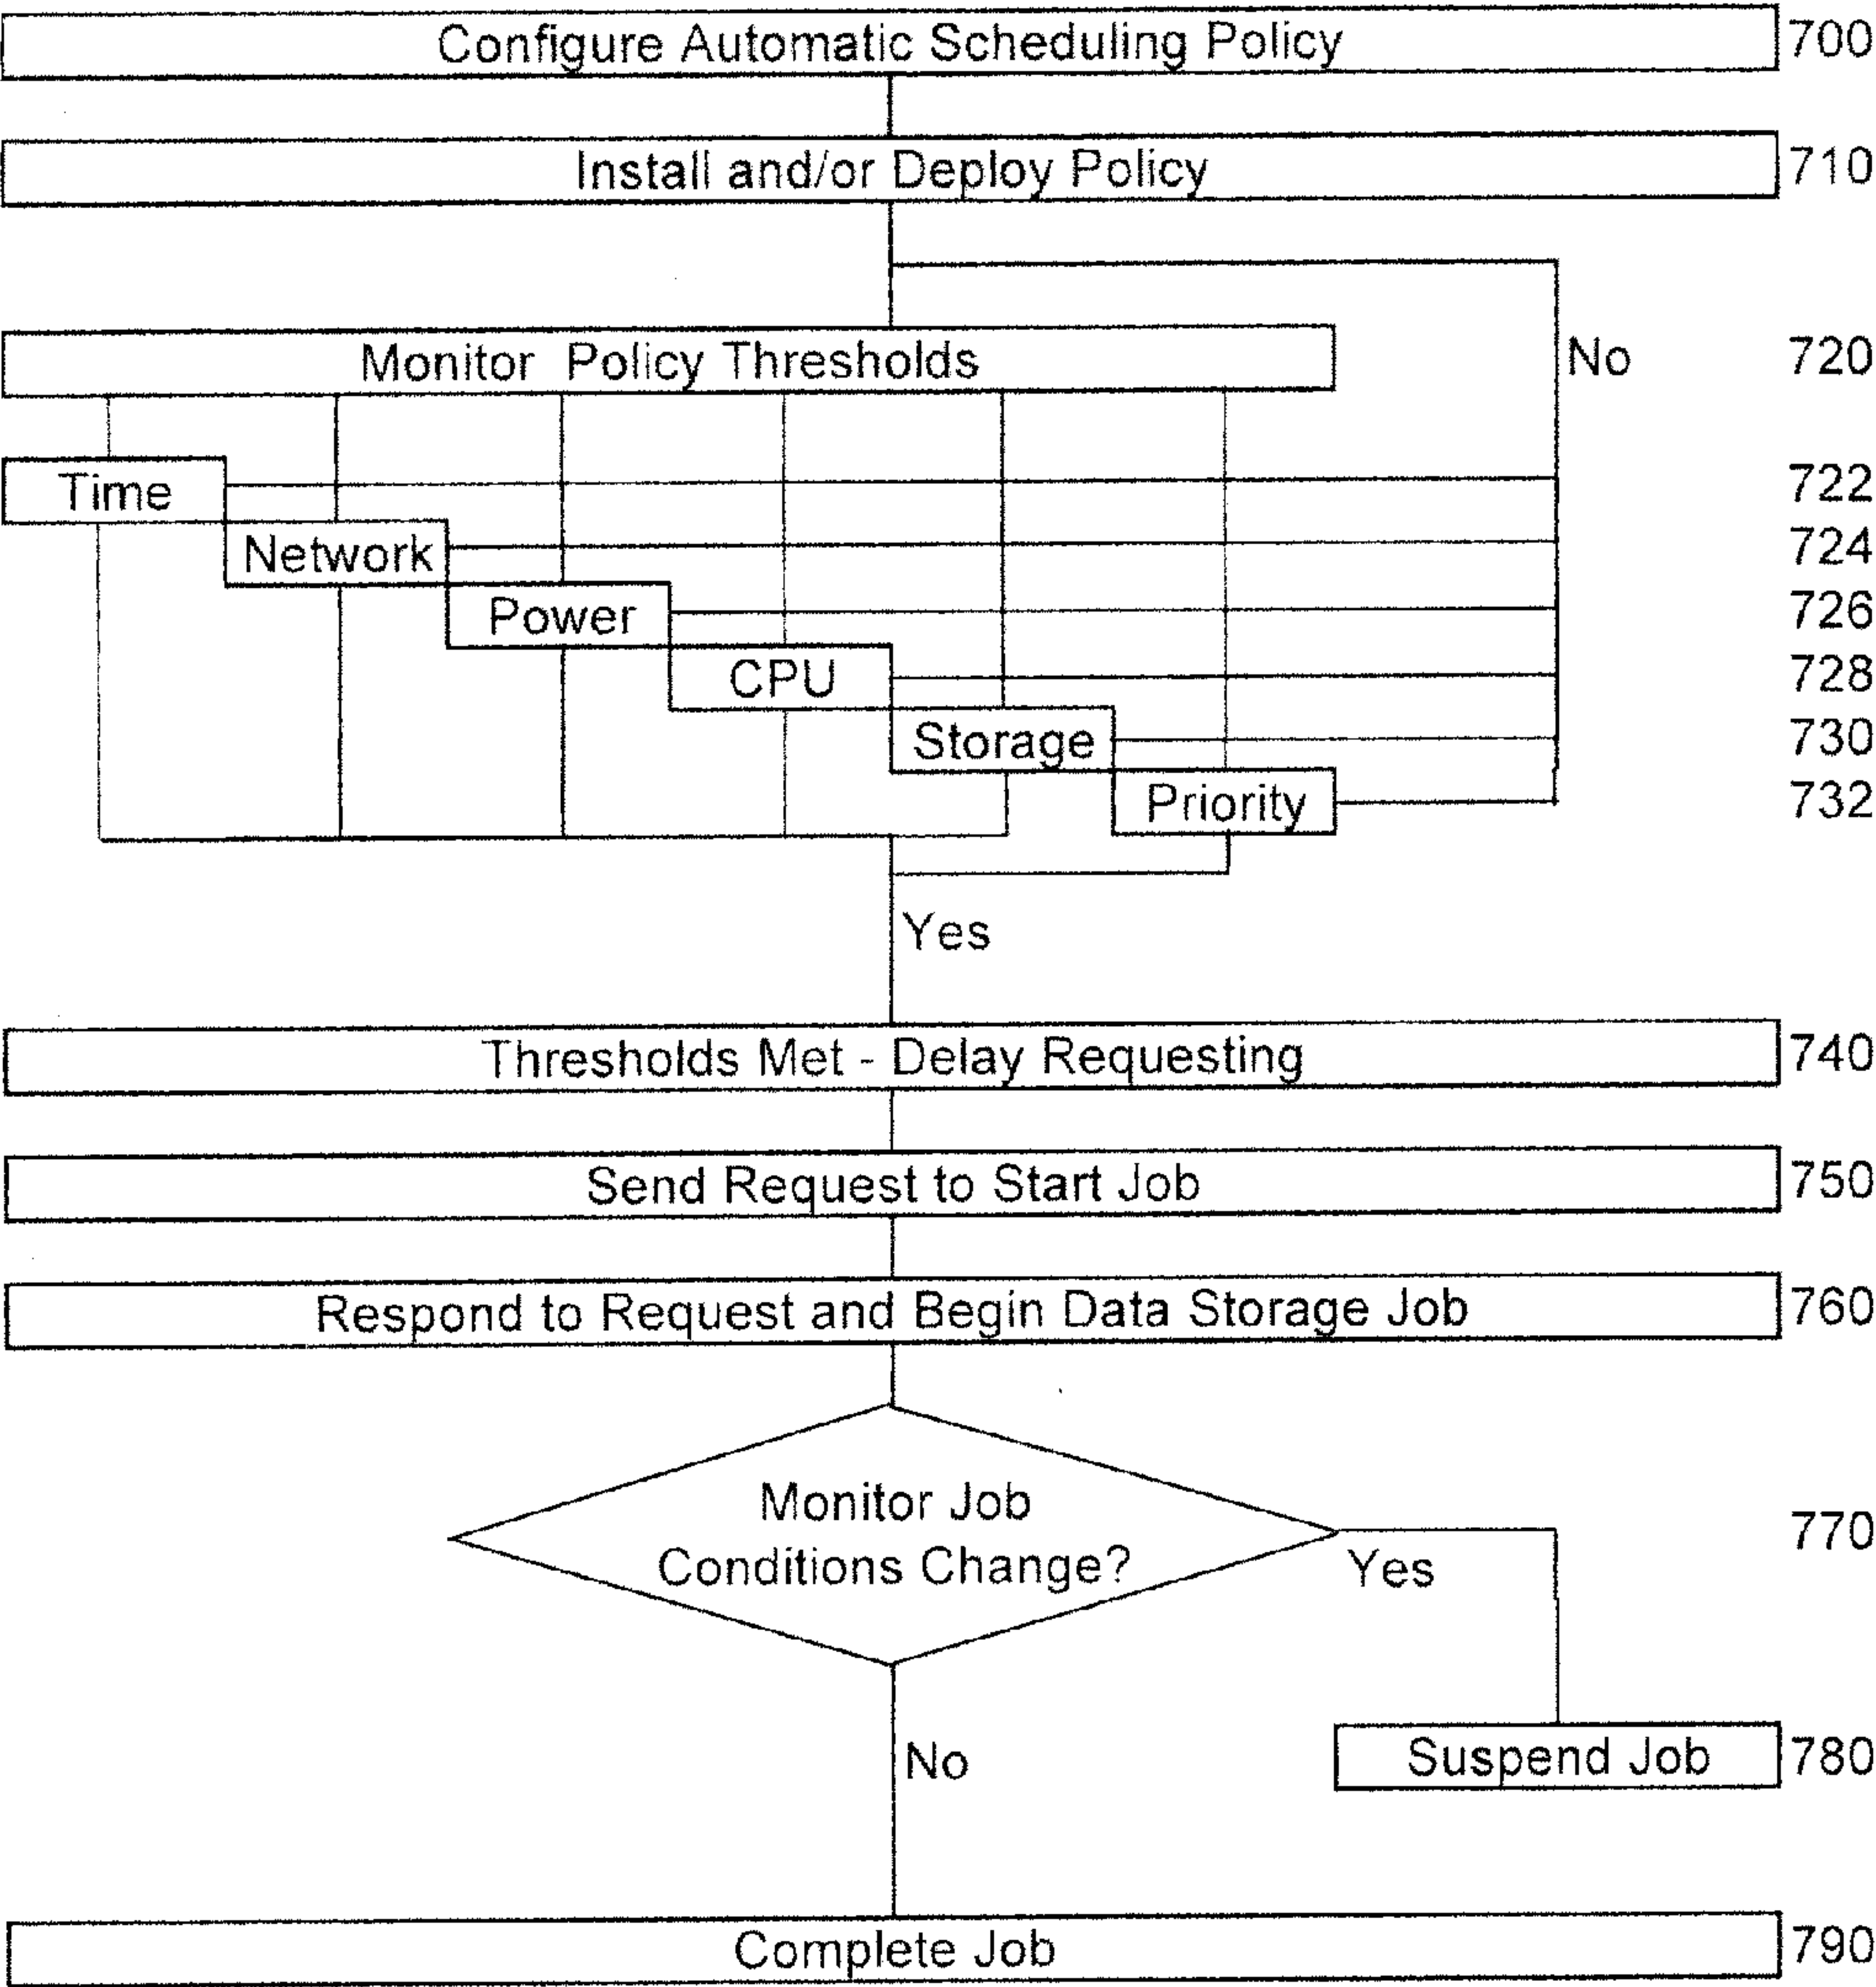 Configure Automatic Scheduling Policy 700
Install and/or Deploy Policy 710
Monitor Policy Thresholds No 720
Time 722
Network 724
Power 726
CPU 728
Storage 730
Priority 732
Yes
Thresholds Met - Delay Requesting 740
Send Request to Start Job 750
Respond to Request and Begin Data Storage Job 760
Monitor Job
Conditions Change? 770
Yes
No
Suspend Job 780
Complete Job 790